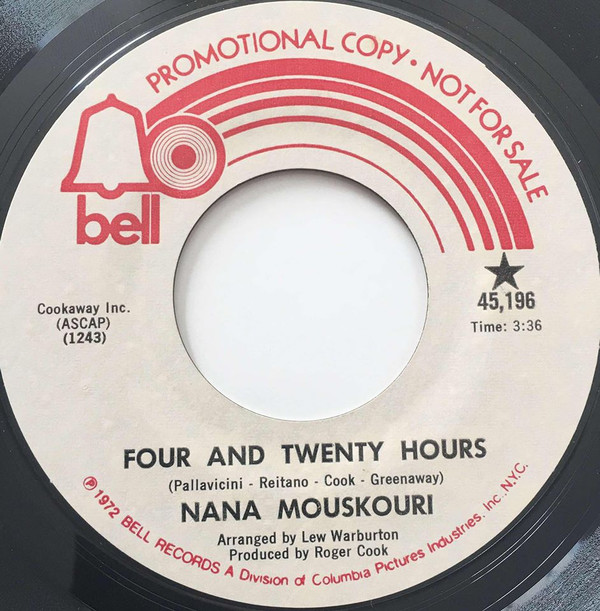 PROMOTIONAL COPY • NOT FOR SALE
bell
45,196
Time: 3:36
Cookaway Inc.
(ASCAP)
(1243)
FOUR AND TWENTY HOURS
(Pallavicini - Reitano - Cook - Greenaway)
NANA MOUSKOURI
Arranged by Lew Warburton
Produced by Roger Cook
℗ 1972 BELL RECORDS A Division of Columbia Pictures Industries, Inc., N.Y.C.